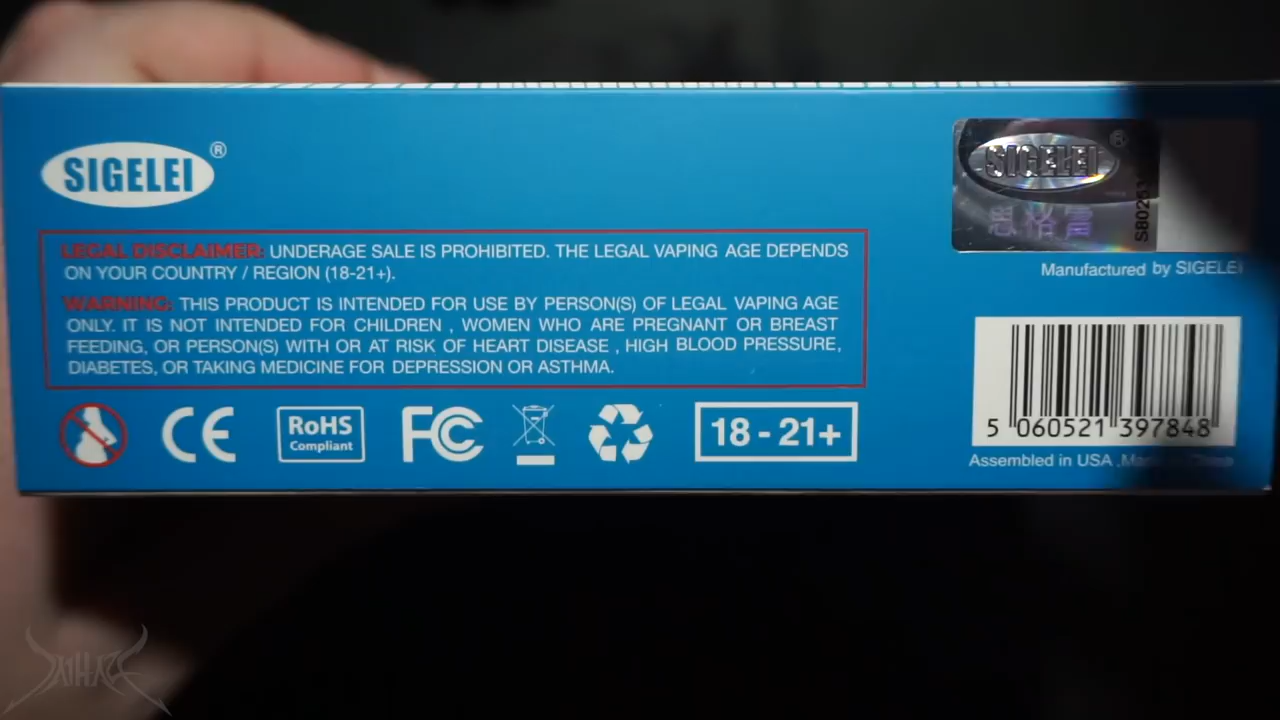 SIGELEI®
LEGAL DISCLAIMER: UNDERAGE SALE IS PROHIBITED. THE LEGAL VAPING AGE DEPENDS
ON YOUR COUNTRY / REGION (18-21+).
WARNING: THIS PRODUCT IS INTENDED FOR USE BY PERSON(S) OF LEGAL VAPING AGE
ONLY. IT IS NOT INTENDED FOR CHILDREN , WOMEN WHO ARE PREGNANT OR BREAST
FEEDING, OR PERSON(S) WITH OR AT RISK OF HEART DISEASE , HIGH BLOOD PRESSURE,
DIABETES, OR TAKING MEDICINE FOR DEPRESSION OR ASTHMA.
CE
RoHS
Compliant
FC
18 - 21+
SIGELEI®
思格雷
Manufactured by SIGELEI
5 060521 397848
Assembled in USA
DAIHAZE